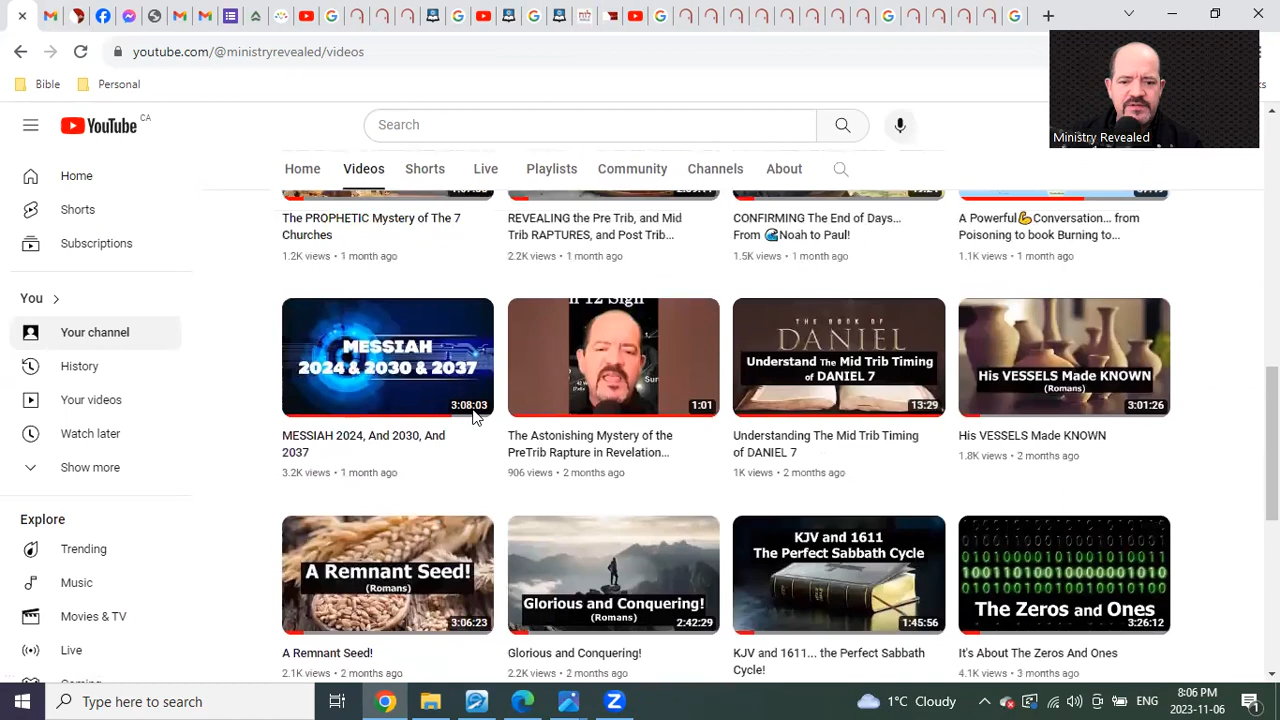 youtube.com/@ministryrevealed/videos
Bible
Personal
Ministry Revealed
YouTube CA
Search
Home
Videos
Shorts
Live
Playlists
Community
Channels
About
Home
Shorts
Subscriptions
You
Your channel
History
Your videos
Watch later
Show more
Explore
Trending
Music
Movies & TV
Live
The PROPHETIC Mystery of The 7
Churches
1.2K views • 1 month ago
REVEALING the Pre Trib, and Mid
Trib RAPTURES, and Post Trib...
2.2K views • 1 month ago
CONFIRMING The End of Days...
From 🌊Noah to Paul!
1.5K views • 1 month ago
A Powerful💪Conversation... from
Poisoning to book Burning to...
1.1K views • 1 month ago
MESSIAH
2024 & 2030 & 2037
3:08:03
MESSIAH 2024, And 2030, And
2037
3.2K views • 1 month ago
12 Sign
1:01
The Astonishing Mystery of the
PreTrib Rapture in Revelation...
906 views • 2 months ago
THE BOOK OF
DANIEL
Understand The Mid Trib Timing
of DANIEL 7
13:29
Understanding The Mid Trib Timing
of DANIEL 7
1K views • 2 months ago
His VESSELS Made KNOWN
(Romans)
3:01:26
His VESSELS Made KNOWN
1.8K views • 2 months ago
A Remnant Seed!
(Romans)
3:06:23
A Remnant Seed!
2.1K views • 2 months ago
Glorious and Conquering!
(Romans)
2:42:29
Glorious and Conquering!
2.2K views • 2 months ago
KJV and 1611
The Perfect Sabbath Cycle
1:45:56
KJV and 1611... the Perfect Sabbath
Cycle!
The Zeros and Ones
3:26:12
It's About The Zeros And Ones
4.1K views • 2 months ago
Type here to search
1°C Cloudy
ENG
8:06 PM
2023-11-06